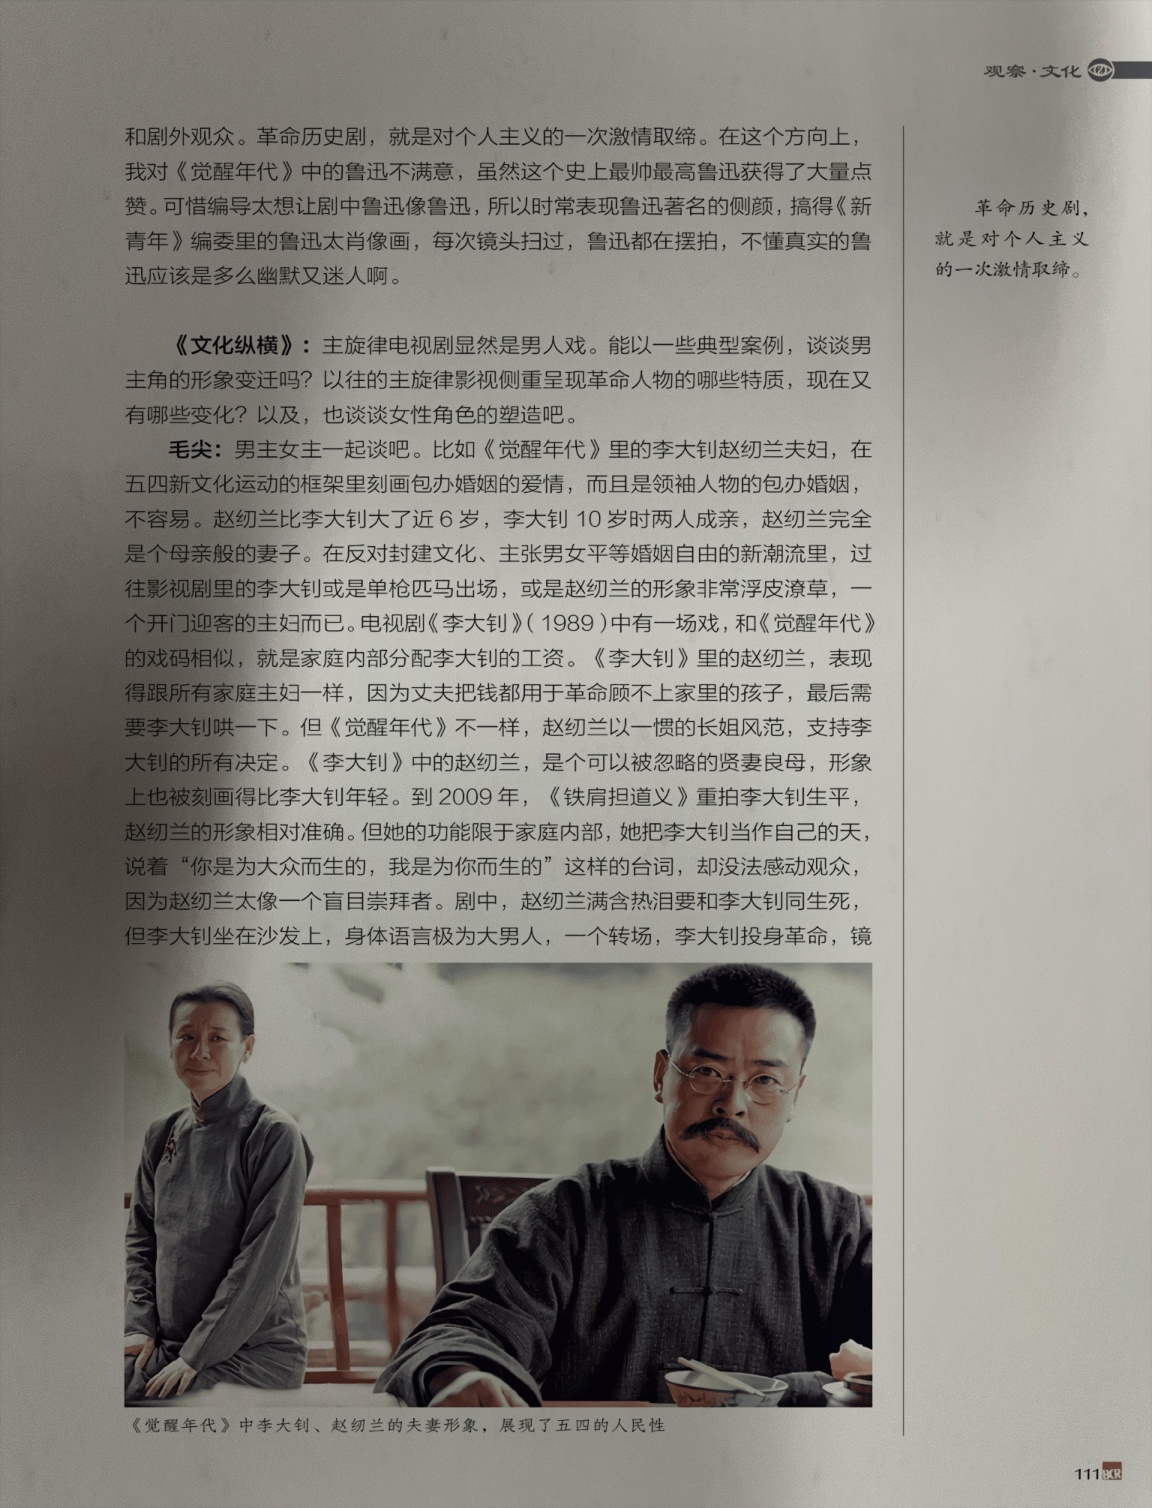 观察·文化
和剧外观众。革命历史剧，就是对个人主义的一次激情取缔。在这个方向上，
我对《觉醒年代》中的鲁迅不满意，虽然这个史上最帅最高鲁迅获得了大量点
赞。可惜编导太想让剧中鲁迅像鲁迅，所以时常表现鲁迅著名的侧颜，搞得《新
青年》编委里的鲁迅太肖像画，每次镜头扫过，鲁迅都在摆拍，不懂真实的鲁
迅应该是多么幽默又迷人啊。
《文化纵横》：主旋律电视剧显然是男人戏。能以一些典型案例，谈谈男
主角的形象变迁吗？以往的主旋律影视侧重呈现革命人物的哪些特质，现在又
有哪些变化？以及，也谈谈女性角色的塑造吧。
毛尖：男主女主一起谈吧。比如《觉醒年代》里的李大钊赵纫兰夫妇，在
五四新文化运动的框架里刻画包办婚姻的爱情，而且是领袖人物的包办婚姻，
不容易。赵纫兰比李大钊大了近 6 岁，李大钊 10 岁时两人成亲，赵纫兰完全
是个母亲般的妻子。在反对封建文化、主张男女平等婚姻自由的新潮流里，过
往影视剧里的李大钊或是单枪匹马出场，或是赵纫兰的形象非常浮皮潦草，一
个开门迎客的主妇而已。电视剧《李大钊》（1989）中有一场戏，和《觉醒年代》
的戏码相似，就是家庭内部分配李大钊的工资。《李大钊》里的赵纫兰，表现
得跟所有家庭主妇一样，因为丈夫把钱都用于革命顾不上家里的孩子，最后需
要李大钊哄一下。但《觉醒年代》不一样，赵纫兰以一惯的长姐风范，支持李
大钊的所有决定。《李大钊》中的赵纫兰，是个可以被忽略的贤妻良母，形象
上也被刻画得比李大钊年轻。到 2009 年，《铁肩担道义》重拍李大钊生平，
赵纫兰的形象相对准确。但她的功能限于家庭内部，她把李大钊当作自己的天，
说着“你是为大众而生的，我是为你而生的”这样的台词，却没法感动观众，
因为赵纫兰太像一个盲目崇拜者。剧中，赵纫兰满含热泪要和李大钊同生死，
但李大钊坐在沙发上，身体语言极为大男人，一个转场，李大钊投身革命，镜
革命历史剧，
就是对个人主义
的一次激情取缔。
《觉醒年代》中李大钊、赵纫兰的夫妻形象，展现了五四的人民性
111 BCR